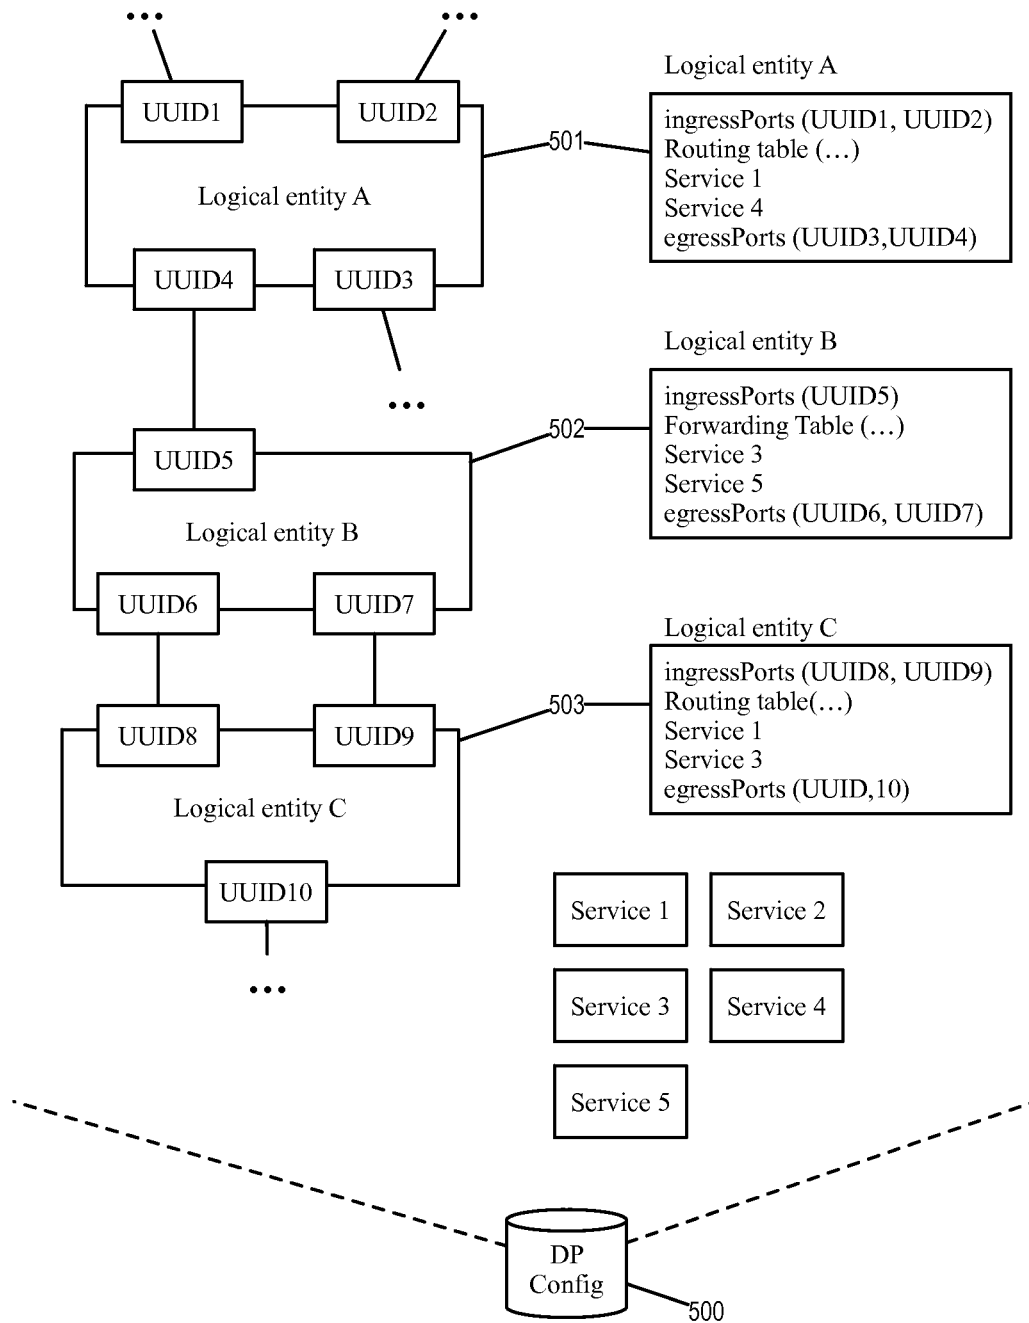 ... ...
UUID1 UUID2
Logical entity A
UUID4 UUID3
...
501
Logical entity A
ingressPorts (UUID1, UUID2)
Routing table (...)
Service 1
Service 4
egressPorts (UUID3,UUID4)
UUID5
Logical entity B
UUID6 UUID7
502
Logical entity B
ingressPorts (UUID5)
Forwarding Table (...)
Service 3
Service 5
egressPorts (UUID6, UUID7)
UUID8 UUID9
Logical entity C
UUID10
...
503
Logical entity C
ingressPorts (UUID8, UUID9)
Routing table(...)
Service 1
Service 3
egressPorts (UUID,10)
Service 1 Service 2
Service 3 Service 4
Service 5
DP
Config
500